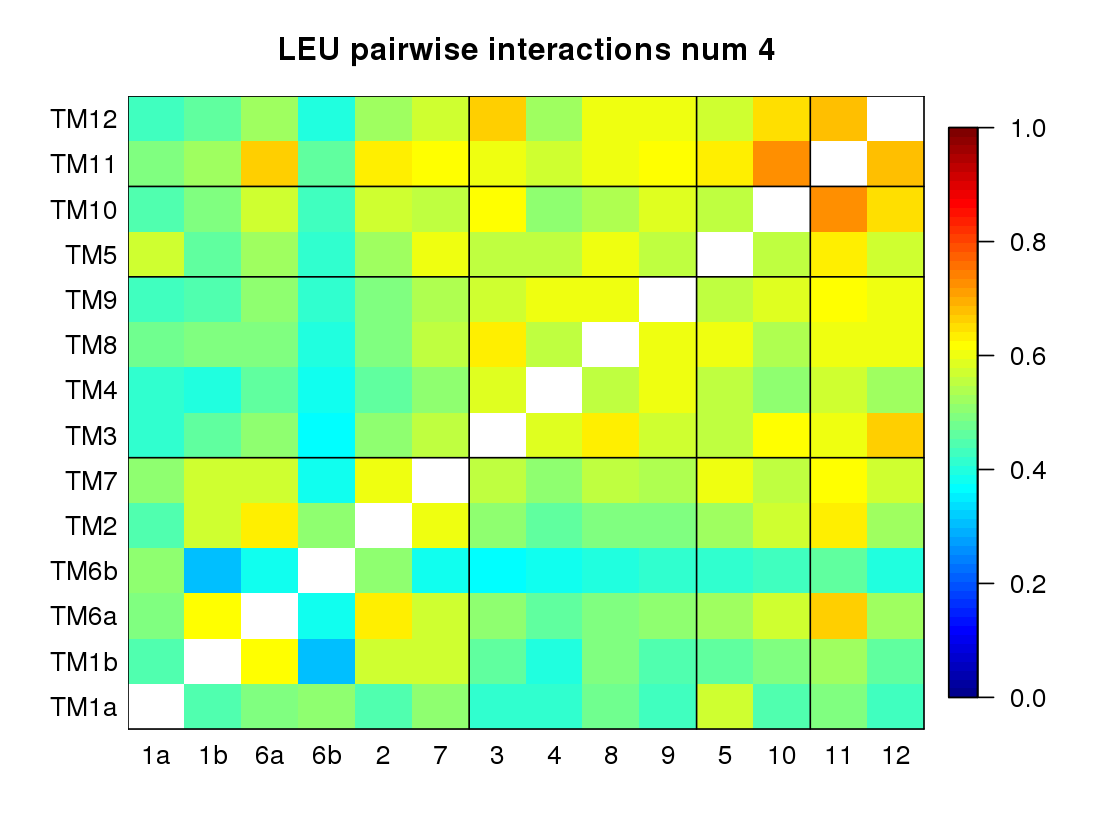 LEU pairwise interactions num 4
TM12
TM11
TM10
TM5
TM9
TM8
TM4
TM3
TM7
TM2
TM6b
TM6a
TM1b
TM1a
1a 1b 6a 6b 2 7 3 4 8 9 5 10 11 12
1.0
0.8
0.6
0.4
0.2
0.0